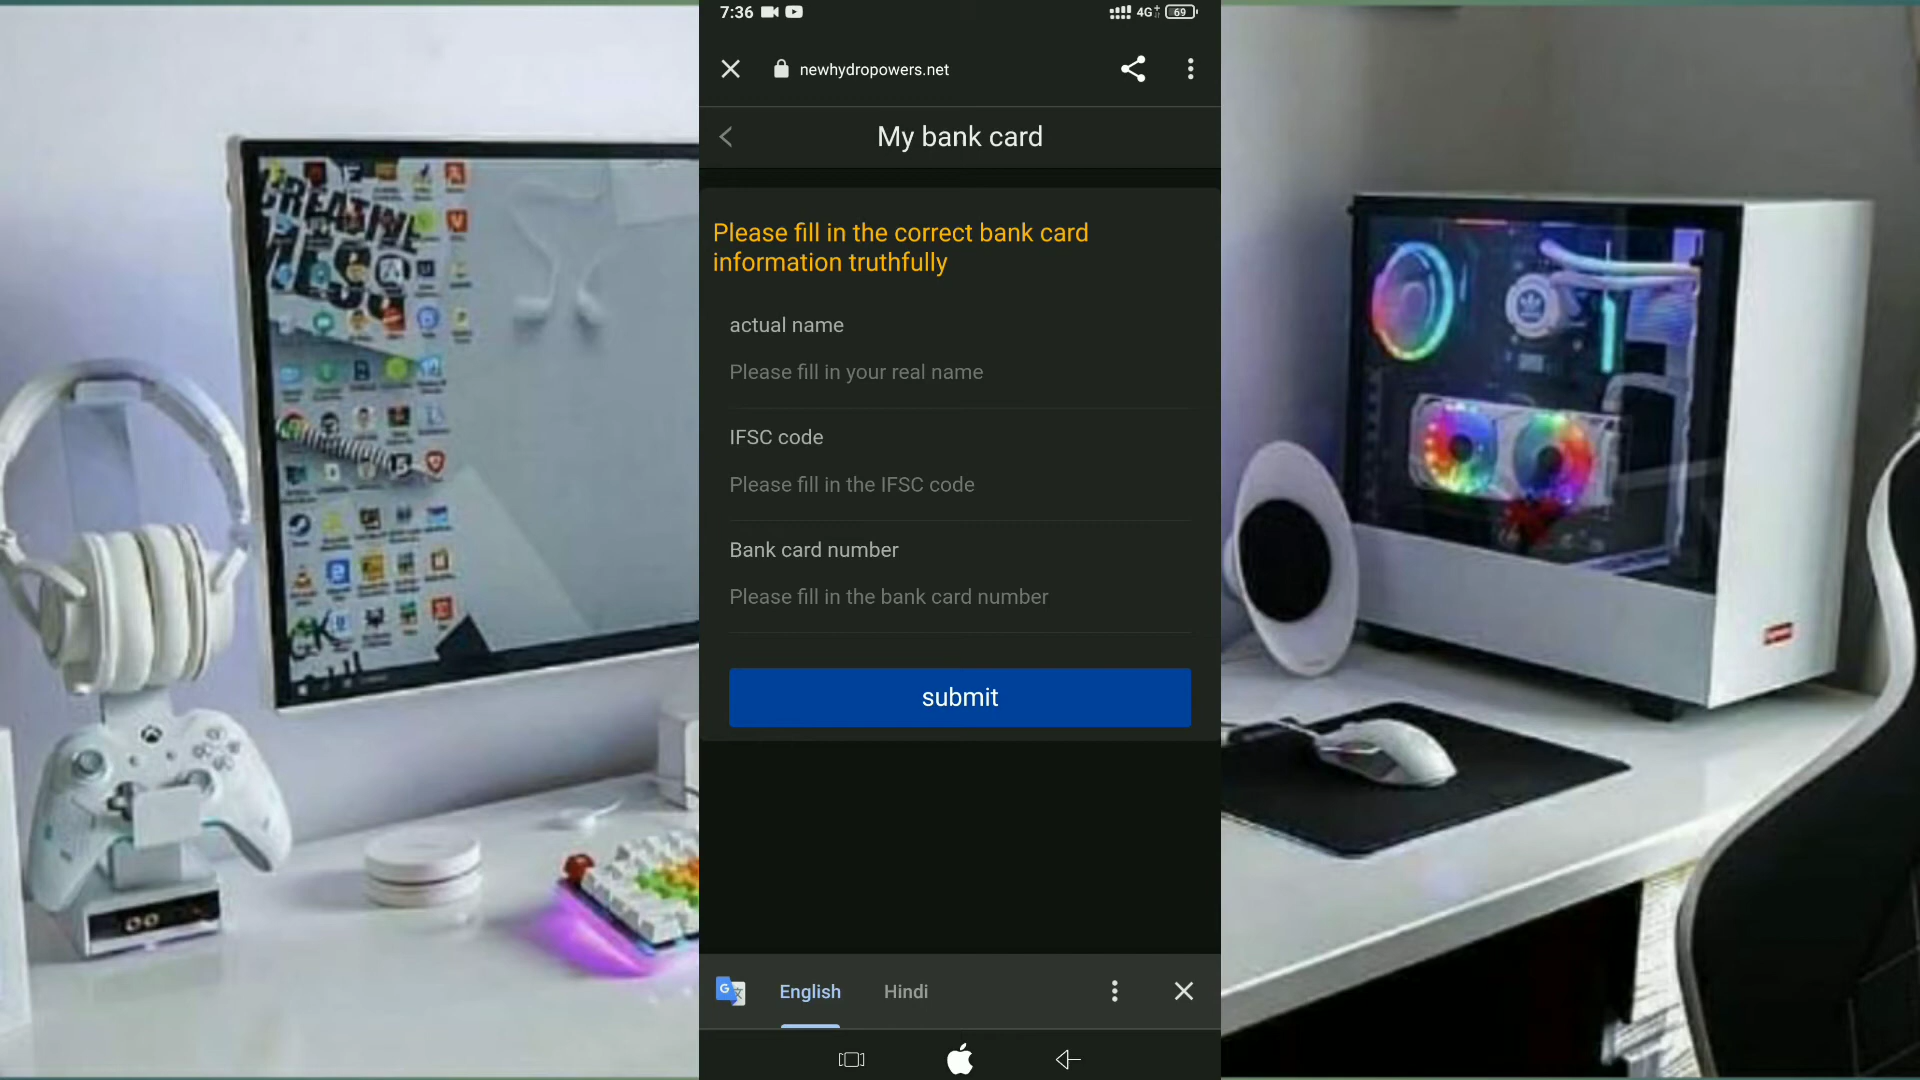 7:36
4G+
69
newhydropowers.net
My bank card
Please fill in the correct bank card
information truthfully
actual name
Please fill in your real name
IFSC code
Please fill in the IFSC code
Bank card number
Please fill in the bank card number
submit
English
Hindi
CREATIVE
MESS